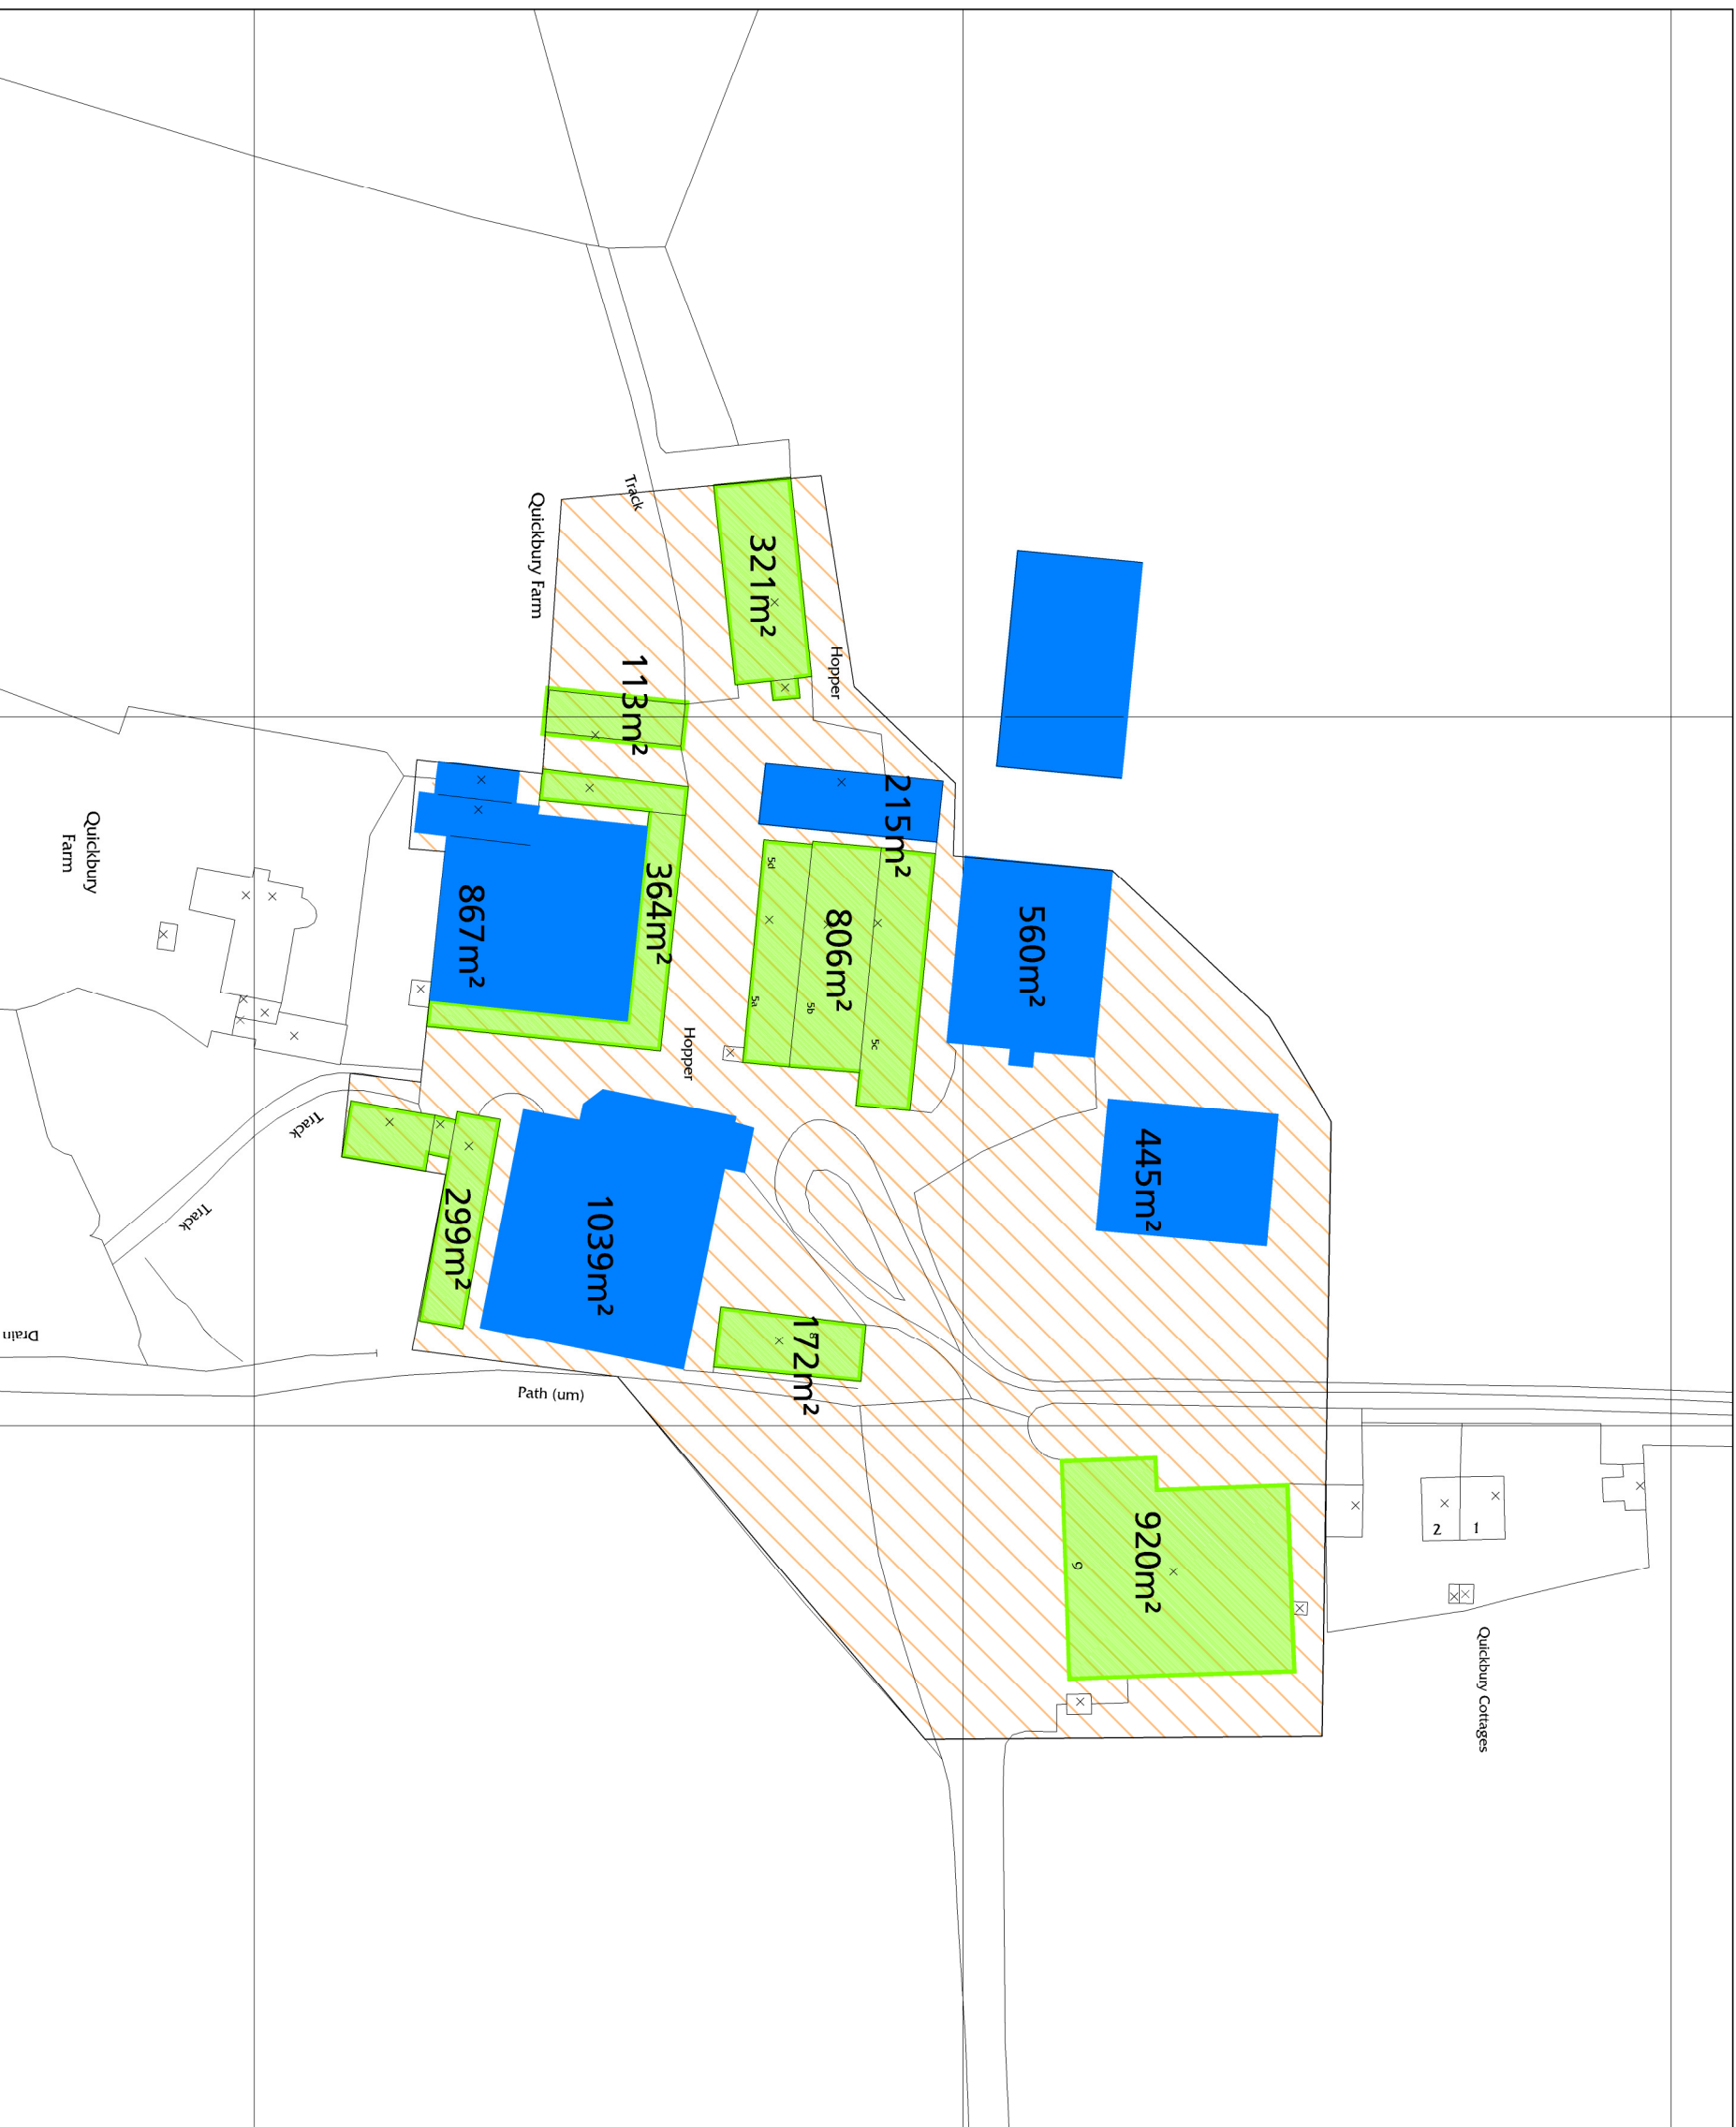 Track
Quickbury Farm
321m²
Hopper
113m²
215m²
Quickbury
Farm
867m²
364m²
5d
806m²
5a
5b
5c
560m²
Hopper
Track
445m²
Track
299m²
1039m²
8
172m²
Drain
Path (um)
920m²
9
2
1
Quickbury Cottages